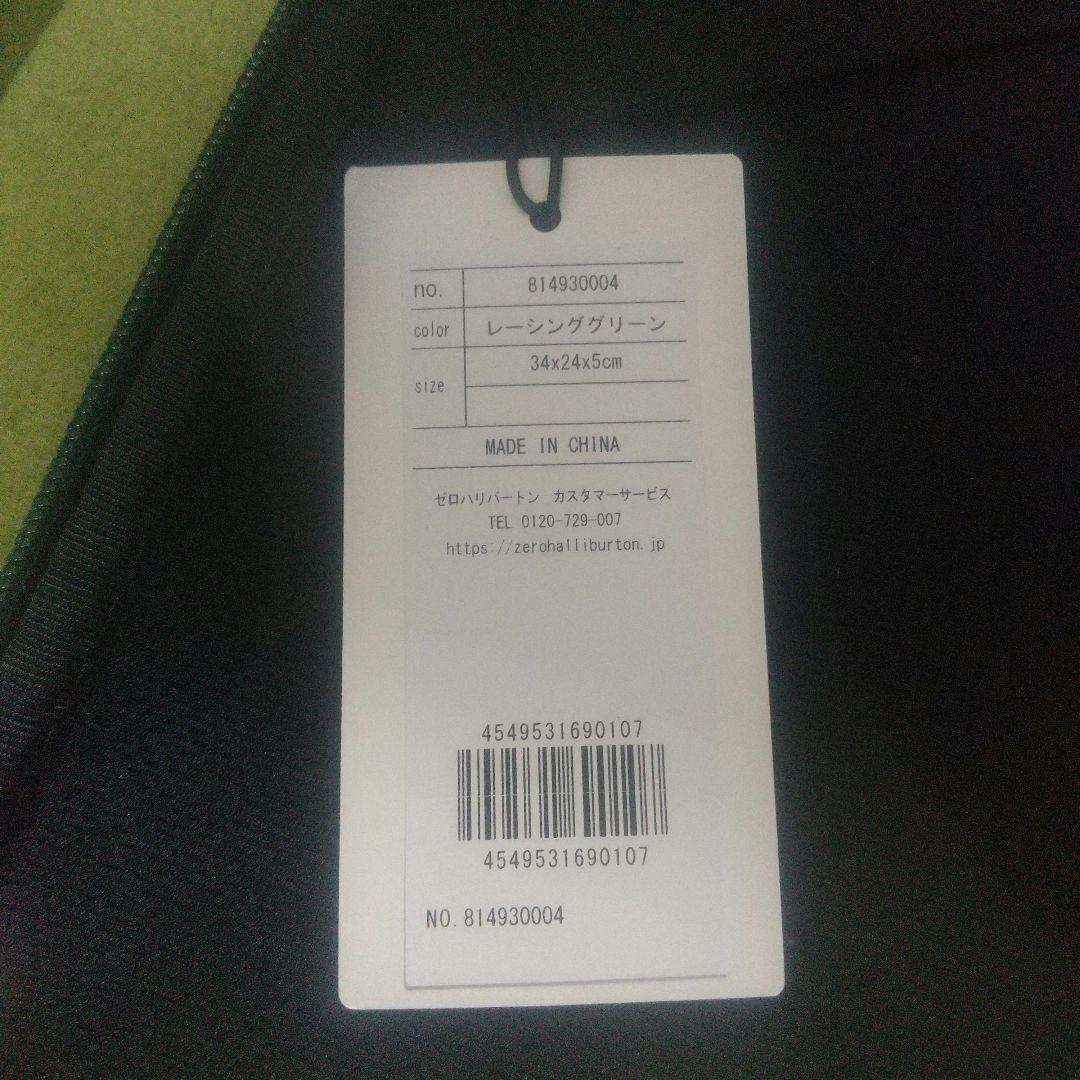 no. 814930004
color レーシンググリーン
size 34x24x5cm
MADE IN CHINA
ゼロハリバートン カスタマーサービス
TEL 0120-729-007
https://zerohalliburton.jp
4549531690107
4549531690107
NO. 814930004